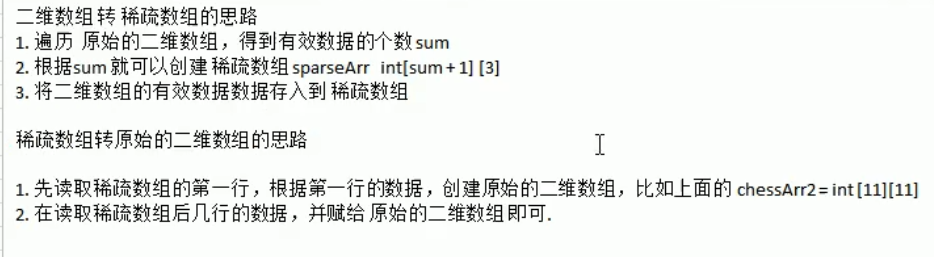 二维数组 转 稀疏数组的思路
1. 遍历 原始的二维数组，得到有效数据的个数 sum
2. 根据sum 就可以创建 稀疏数组 sparseArr int[sum + 1] [3]
3. 将二维数组的有效数据数据存入到 稀疏数组
稀疏数组转原始的二维数组的思路
1. 先读取稀疏数组的第一行，根据第一行的数据，创建原始的二维数组，比如上面的 chessArr2 = int [11][11]
2. 在读取稀疏数组后几行的数据，并赋给 原始的二维数组 即可.